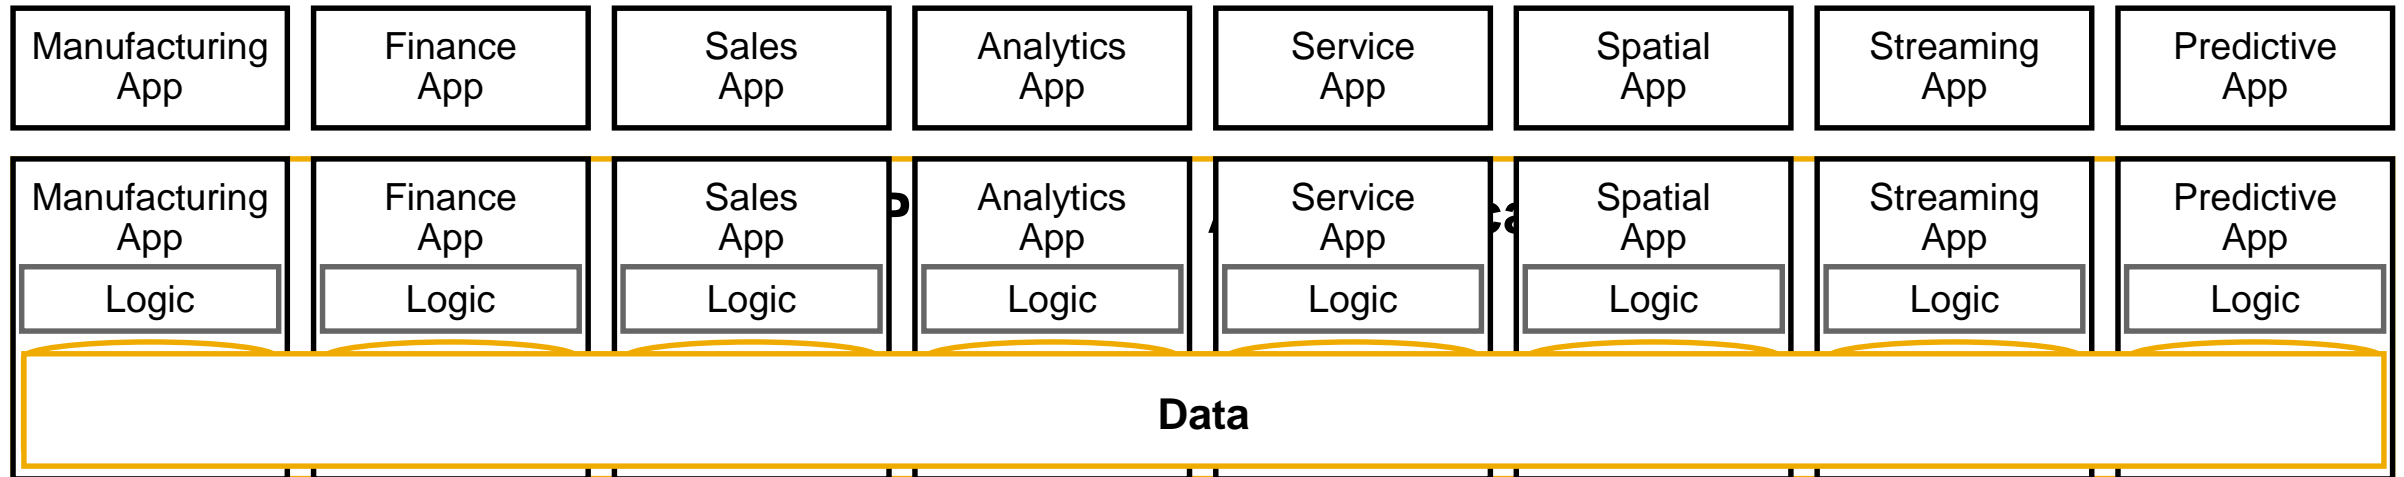 Manufacturing
App
Finance
App
Sales
App
Analytics
App
Service
App
Spatial
App
Streaming
App
Predictive
App
Manufacturing
App
Logic
Finance
App
Logic
Sales
App
Logic
Analytics
App
Logic
Service
App
Logic
Spatial
App
Logic
Streaming
App
Logic
Predictive
App
Logic
Data